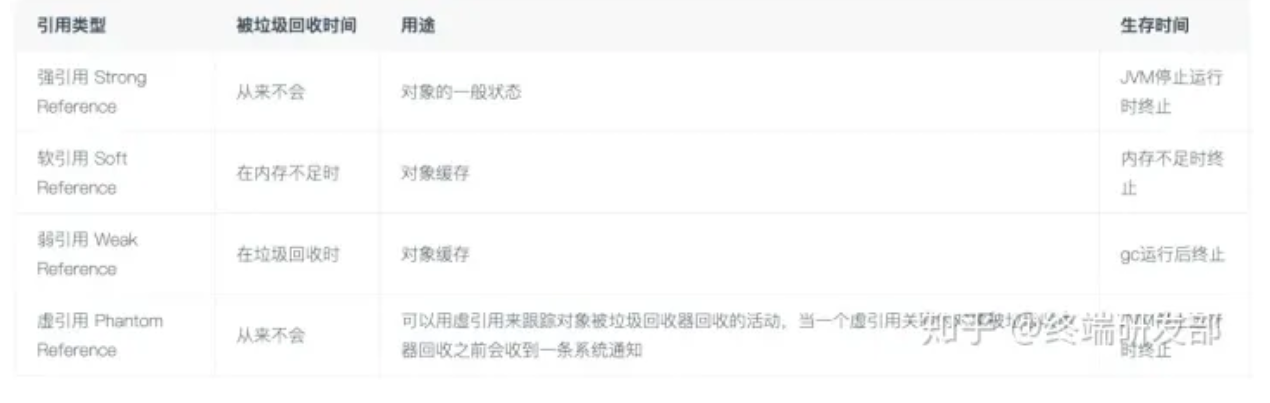 引用类型 被垃圾回收时间 用途 生存时间
强引用 Strong
Reference
从来不会
对象的一般状态
JVM停止运行
时终止
软引用 Soft
Reference
在内存不足时
对象缓存
内存不足时终
止
弱引用 Weak
Reference
在垃圾回收时
对象缓存
gc运行后终止
虚引用 Phantom
Reference
从来不会
可以用虚引用来跟踪对象被垃圾回收器回收的活动，当一个虚引用关
器回收之前会收到一条系统通知
时终止
知乎 @终端研发部